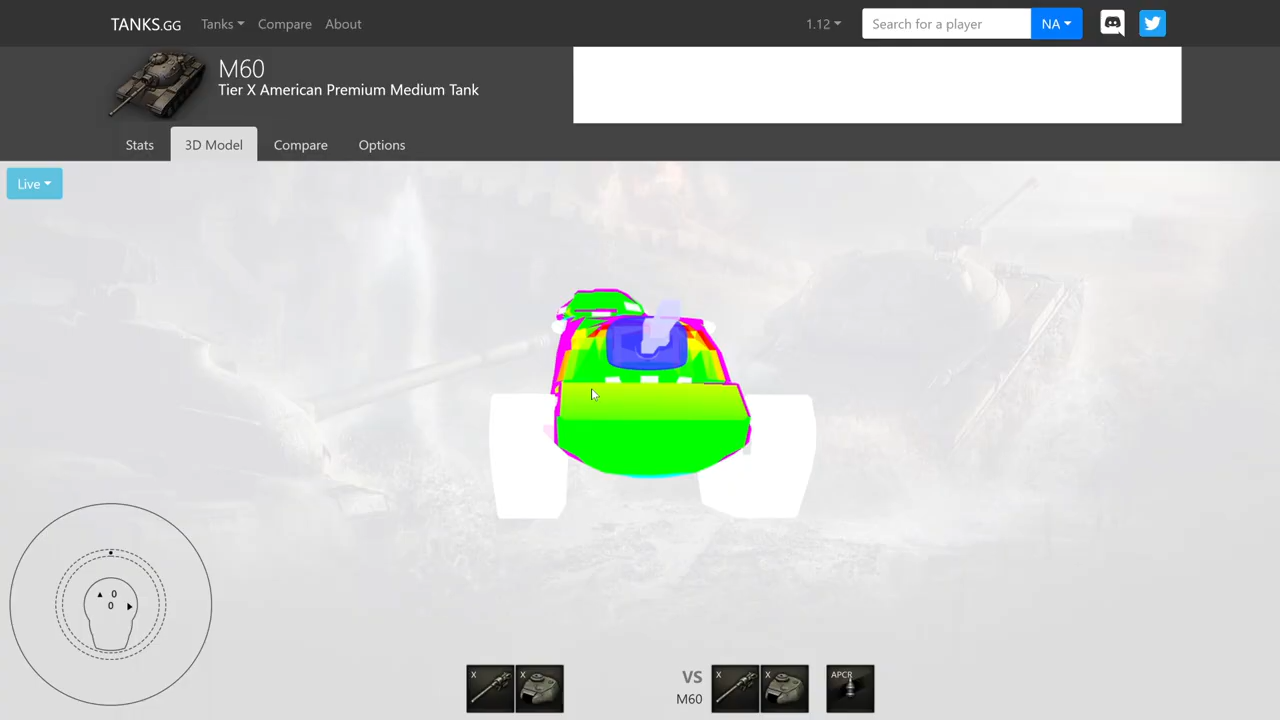 TANKS.GG Tanks Compare About 1.12 Search for a player NA
M60
Tier X American Premium Medium Tank
Stats 3D Model Compare Options
Live
0
0
X X VS X X APCR
M60